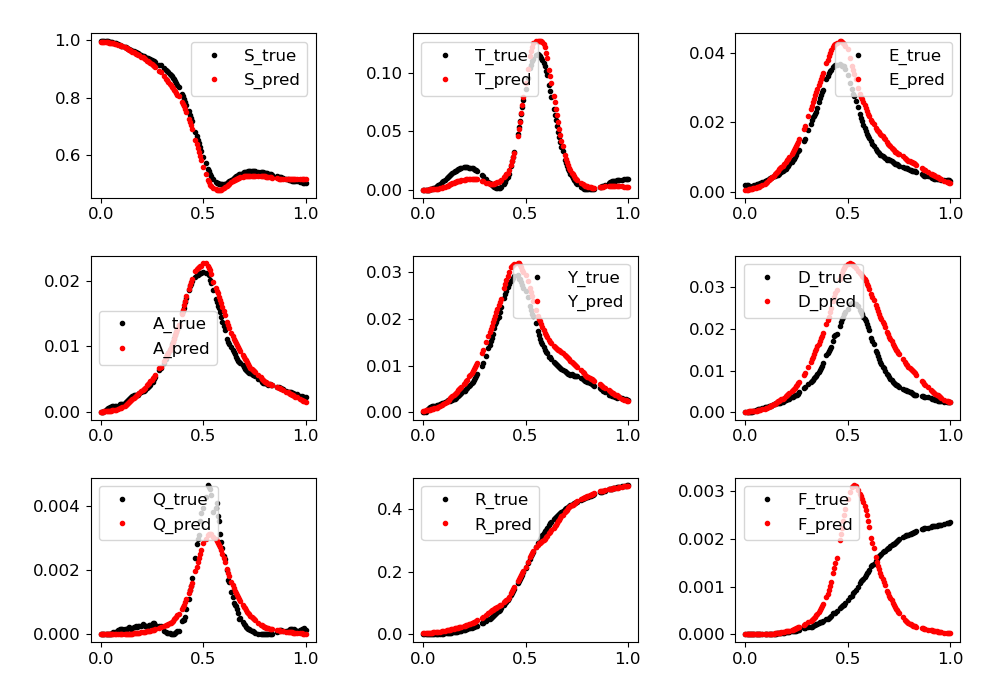 1.0
0.8
0.6
0.0 0.5 1.0
S_true
S_pred
0.10
0.05
0.00
0.0 0.5 1.0
T_true
T_pred
0.04
0.02
0.00
0.0 0.5 1.0
E_true
E_pred
0.02
0.01
0.00
0.0 0.5 1.0
A_true
A_pred
0.03
0.02
0.01
0.00
0.0 0.5 1.0
Y_true
Y_pred
0.03
0.02
0.01
0.00
0.0 0.5 1.0
D_true
D_pred
0.004
0.002
0.000
0.0 0.5 1.0
Q_true
Q_pred
0.4
0.2
0.0
0.0 0.5 1.0
R_true
R_pred
0.003
0.002
0.001
0.000
0.0 0.5 1.0
F_true
F_pred